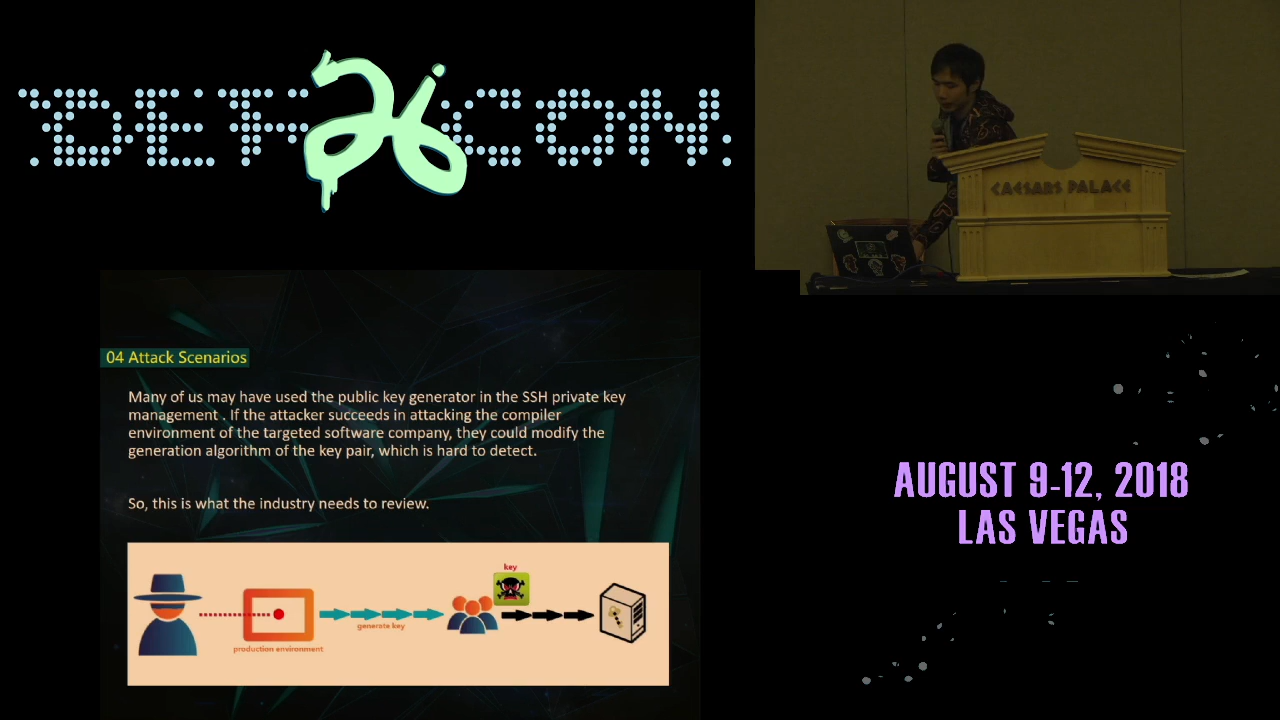 DEF 26 CON
CAESARS PALACE
04 Attack Scenarios
Many of us may have used the public key generator in the SSH private key
management . If the attacker succeeds in attacking the compiler
environment of the targeted software company, they could modify the
generation algorithm of the key pair, which is hard to detect.
So, this is what the industry needs to review.
key
generate key
production environment
AUGUST 9-12, 2018
LAS VEGAS